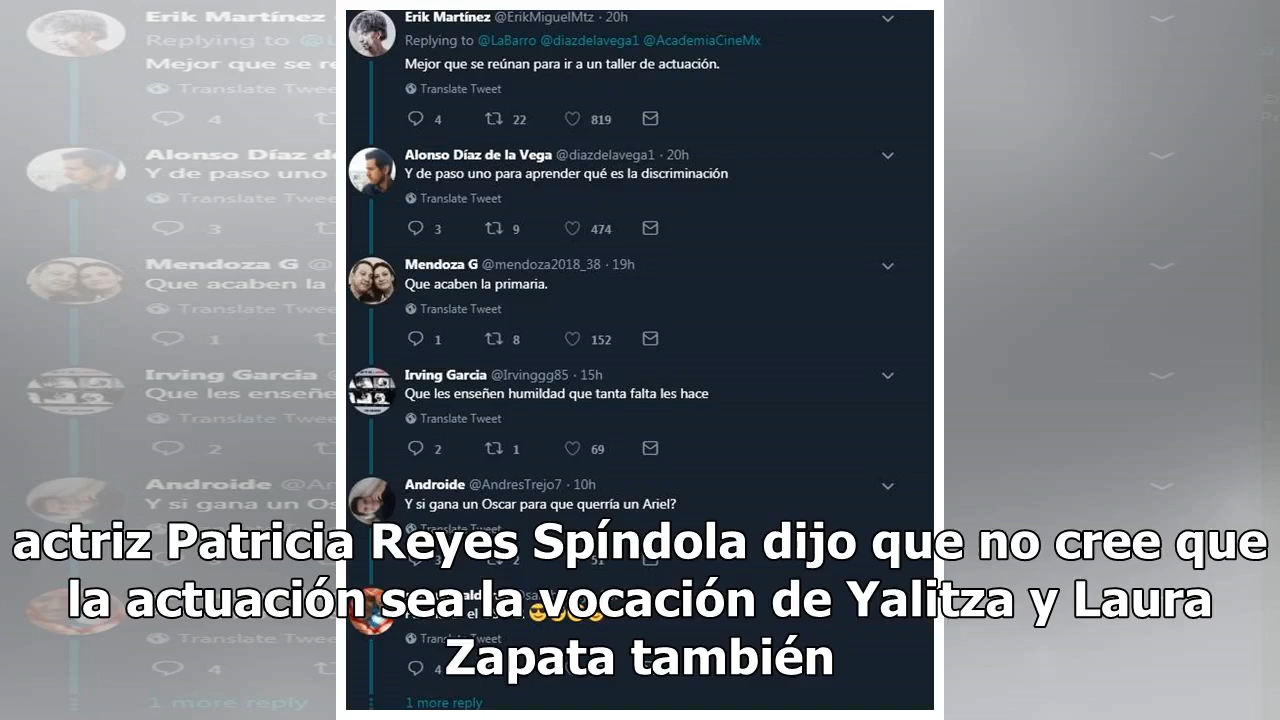 Erik Martínez @ErikMiguelMtz · 20h
Replying to @LaBarro @diazdelavega1 @AcademiaCineMx
Mejor que se reúnan para ir a un taller de actuación.
Translate Tweet
4 22 819
Alonso Díaz de la Vega @diazdelavega1 · 20h
Y de paso uno para aprender qué es la discriminación
Translate Tweet
3 9 474
Mendoza G @mendoza2018_38 · 19h
Que acaben la primaria.
Translate Tweet
1 8 152
Irving Garcia @Irvinggg85 · 15h
Que les enseñen humildad que tanta falta les hace
Translate Tweet
2 1 69
Androide @AndresTrejo7 · 10h
Y si gana un Oscar para que querría un Ariel?
Translate Tweet
actriz Patricia Reyes Spíndola dijo que no cree que
la actuación sea la vocación de Yalitza y Laura
Zapata también
Translate Tweet
4
1 more reply